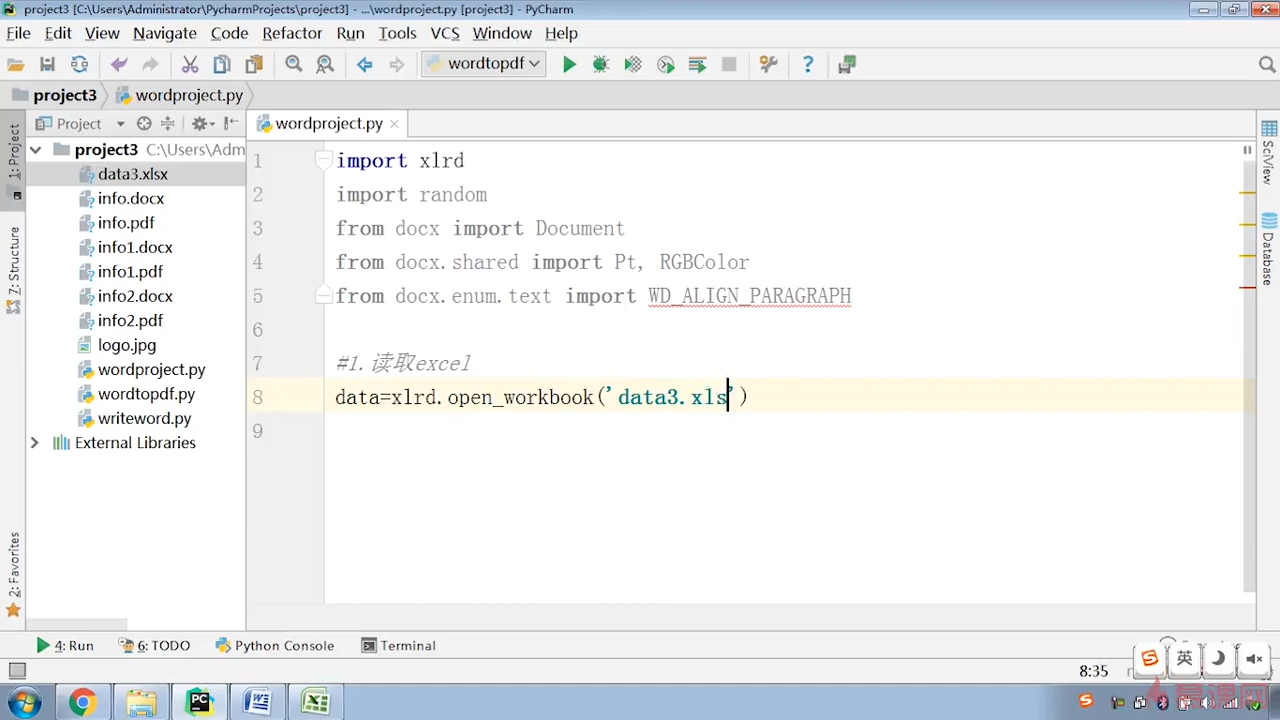 project3 [C:\Users\Administrator\PycharmProjects\project3] - ...\wordproject.py [project3] - PyCharm
File Edit View Navigate Code Refactor Run Tools VCS Window Help
wordtopdf
project3 wordproject.py
Project
wordproject.py
1: Project
project3 C:\Users\Adm
data3.xlsx
info.docx
info.pdf
info1.docx
info1.pdf
info2.docx
info2.pdf
logo.jpg
wordproject.py
wordtopdf.py
writeword.py
External Libraries
Z: Structure
2: Favorites
1 import xlrd
2 import random
3 from docx import Document
4 from docx.shared import Pt, RGBColor
5 from docx.enum.text import WD_ALIGN_PARAGRAPH
6
7 #1.读取excel
8 data=xlrd.open_workbook('data3.xls')
9
SciView
Database
4: Run 6: TODO Python Console Terminal
8:35
英
慕课网